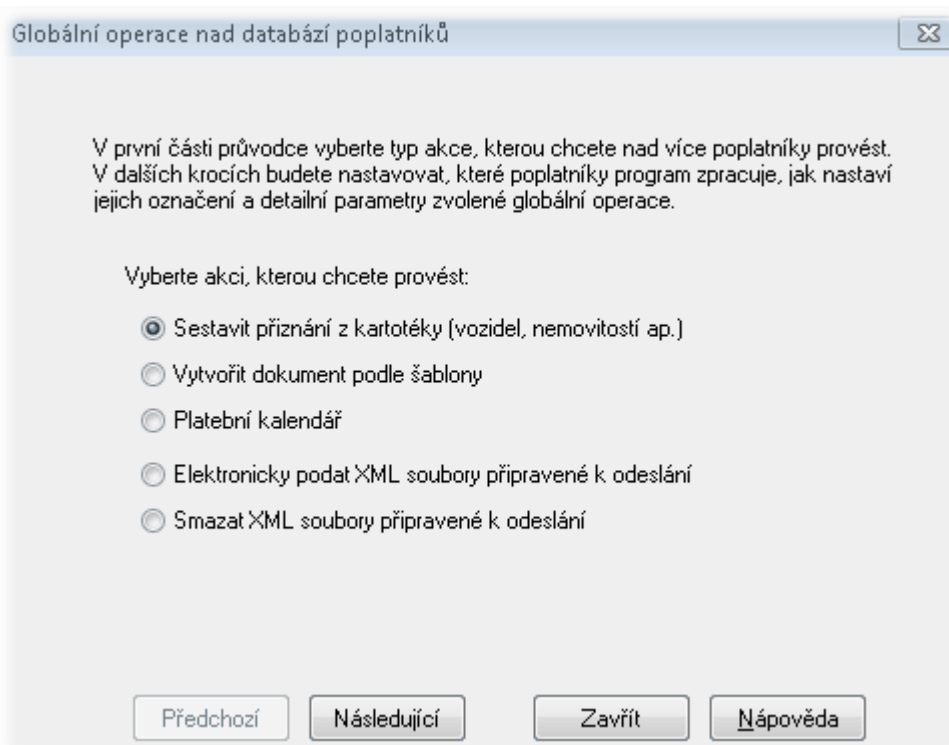 Globální operace nad databází poplatníků
V první části průvodce vyberte typ akce, kterou chcete nad více poplatníky provést.
V dalších krocích budete nastavovat, které poplatníky program zpracuje, jak nastaví
jejich označení a detailní parametry zvolené globální operace.
Vyberte akci, kterou chcete provést:
Sestavit přiznání z kartotéky (vozidel, nemovitostí ap.)
Vytvořit dokument podle šablony
Platební kalendář
Elektronicky podat XML soubory připravené k odeslání
Smazat XML soubory připravené k odeslání
Předchozí Následující Zavřít Nápověda